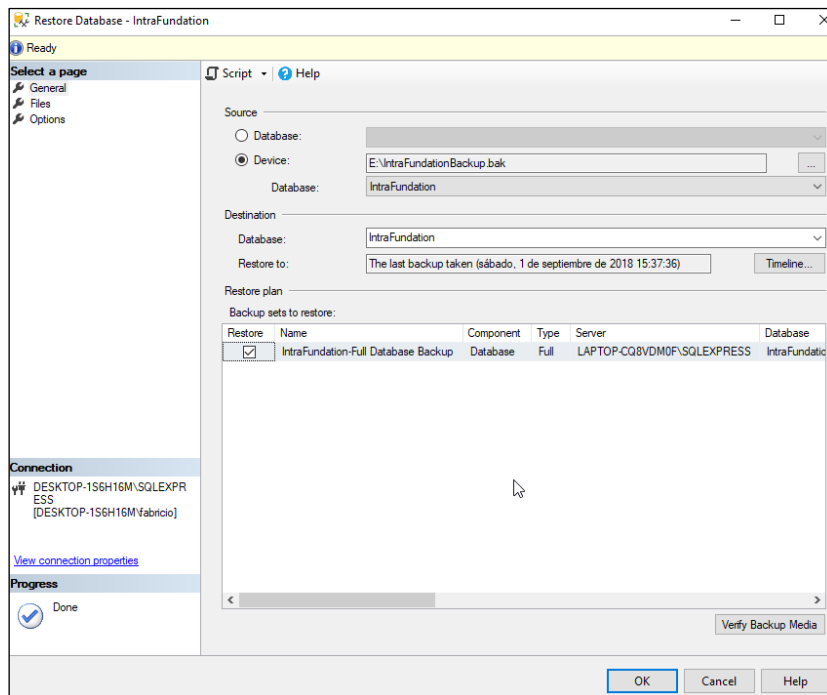 Restore Database - IntraFundation
Ready
Select a page
General
Files
Options
Script
Help
Source
Database:
Device:
E:\IntraFundationBackup.bak
...
Database:
IntraFundation
Destination
Database:
IntraFundation
Restore to:
The last backup taken (sábado, 1 de septiembre de 2018 15:37:36)
Timeline...
Restore plan
Backup sets to restore:
Restore Name Component Type Server Database
IntraFundation-Full Database Backup Database Full LAPTOP-CQ8VDM0F\SQLEXPRESS IntraFundatic
Connection
DESKTOP-1S6H16M\SQLEXPR
ESS
[DESKTOP-1S6H16M\fabricio]
View connection properties
Progress
Done
Verify Backup Media
OK
Cancel
Help